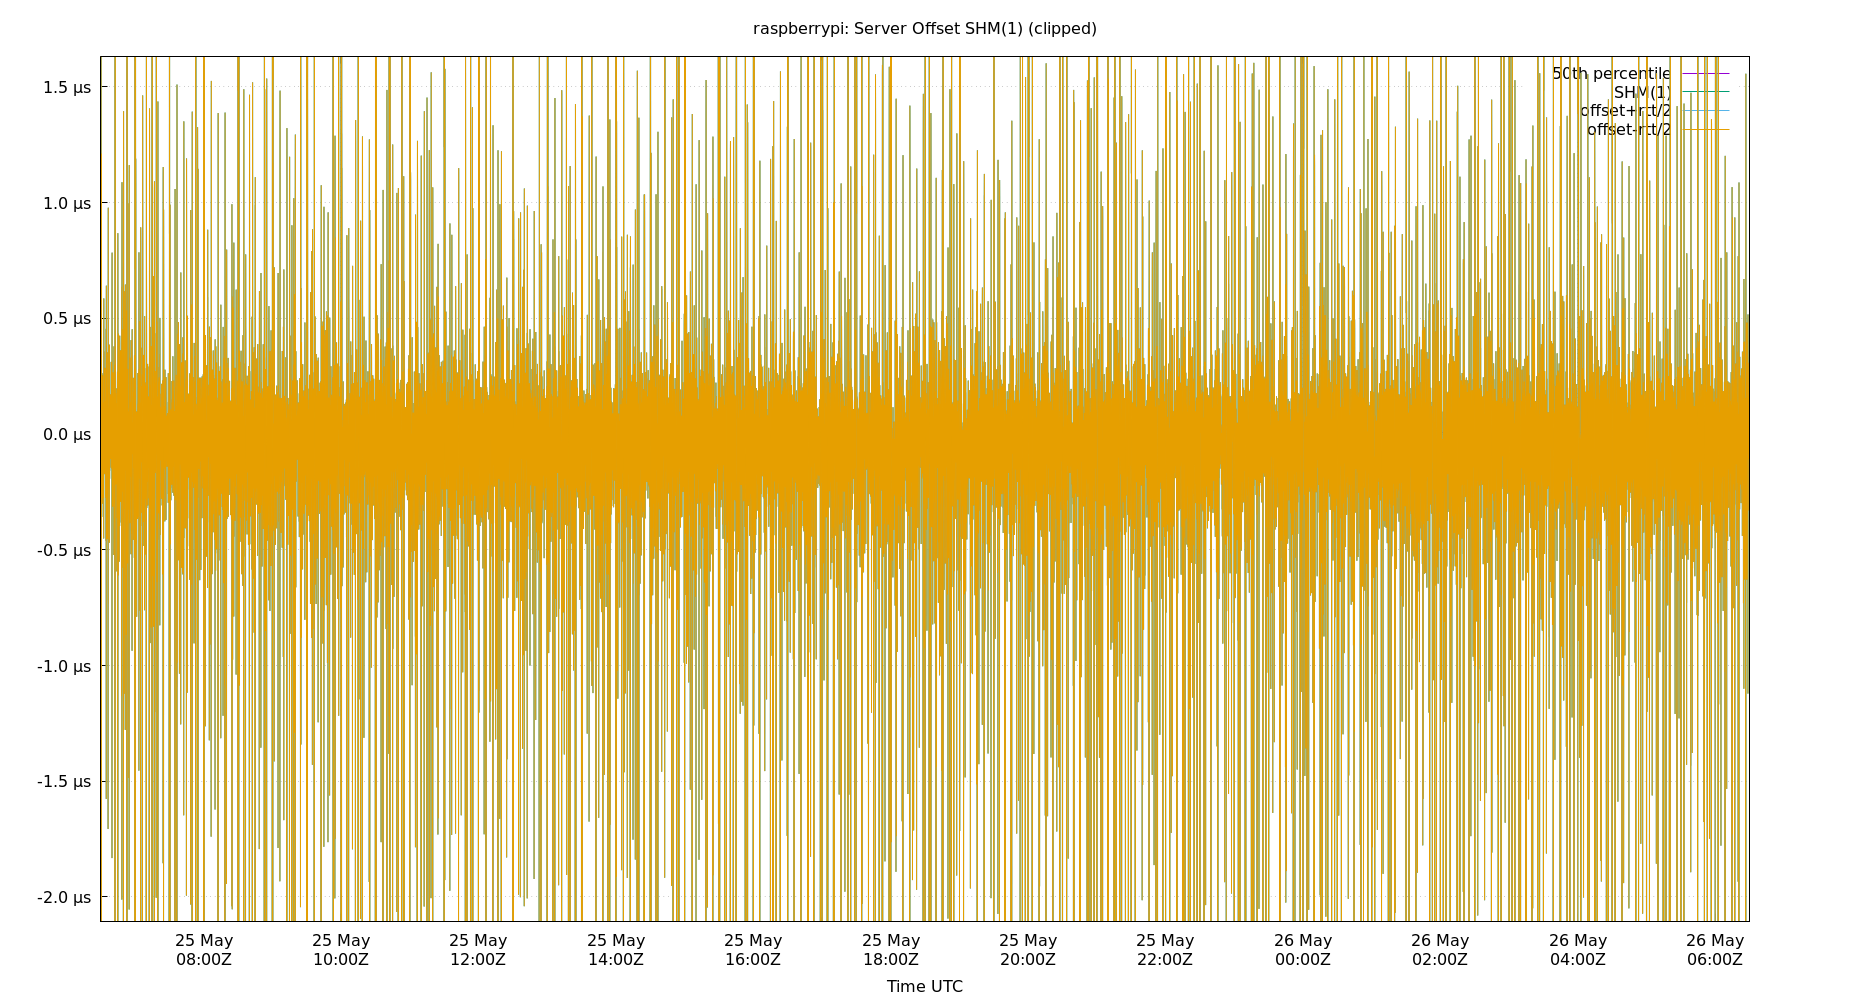 raspberrypi: Server Offset SHM(1) (clipped)
50th percentile
SHM(1)
offset+rtt/2
offset-rtt/2
1.5 µs
1.0 µs
0.5 µs
0.0 µs
-0.5 µs
-1.0 µs
-1.5 µs
-2.0 µs
25 May 25 May 25 May 25 May 25 May 25 May 25 May 25 May 26 May 26 May 26 May 26 May
08:00Z 10:00Z 12:00Z 14:00Z 16:00Z 18:00Z 20:00Z 22:00Z 00:00Z 02:00Z 04:00Z 06:00Z
Time UTC